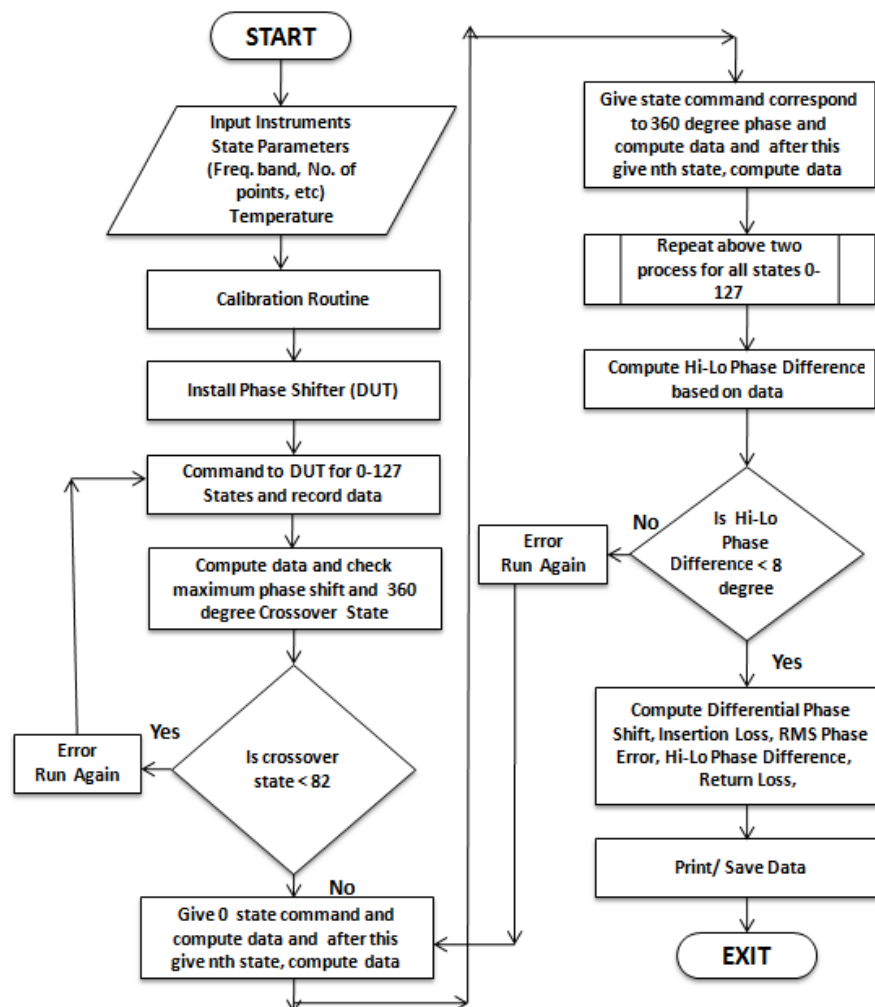 START
Input Instruments
State Parameters
(Freq. band, No. of
points, etc)
Temperature
Calibration Routine
Install Phase Shifter (DUT)
Command to DUT for 0-127
States and record data
Compute data and check
maximum phase shift and 360
degree Crossover State
Yes
Error
Run Again
Is crossover
state < 82
No
Give 0 state command and
compute data and after this
give nth state, compute data
Give state command correspond
to 360 degree phase and
compute data and after this
give nth state, compute data
Repeat above two
process for all states 0-
127
Compute Hi-Lo Phase Difference
based on data
No
Error
Run Again
Is Hi-Lo
Phase
Difference < 8
degree
Yes
Compute Differential Phase
Shift, Insertion Loss, RMS Phase
Error, Hi-Lo Phase Difference,
Return Loss,
Print/ Save Data
EXIT